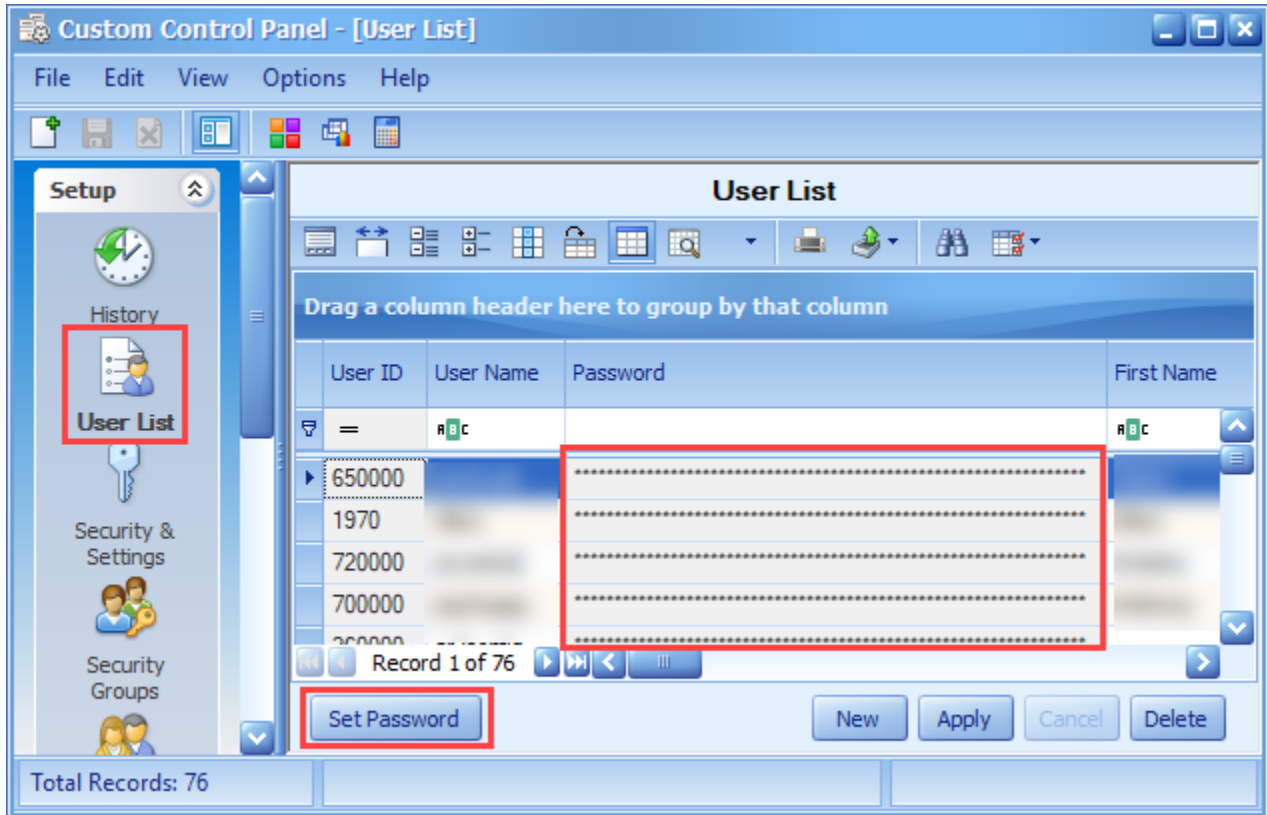 Custom Control Panel - [User List]
File Edit View Options Help
Setup
History
User List
Security &
Settings
Security
Groups
User List
Drag a column header here to group by that column
User ID User Name Password First Name
= ABC ABC
650000 ****************************************************************
1970 ****************************************************************
720000 ****************************************************************
700000 ****************************************************************
****************************************************************
Record 1 of 76
Set Password New Apply Cancel Delete
Total Records: 76